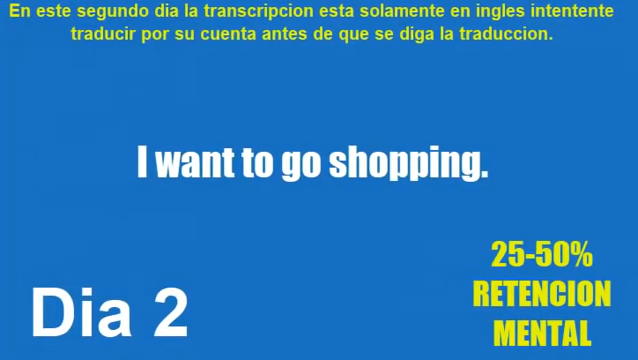 En este segundo dia la transcripcion esta solamente en ingles intentente
traducir por su cuenta antes de que se diga la traduccion.
I want to go shopping.
25-50%
RETENCION
MENTAL
Dia 2